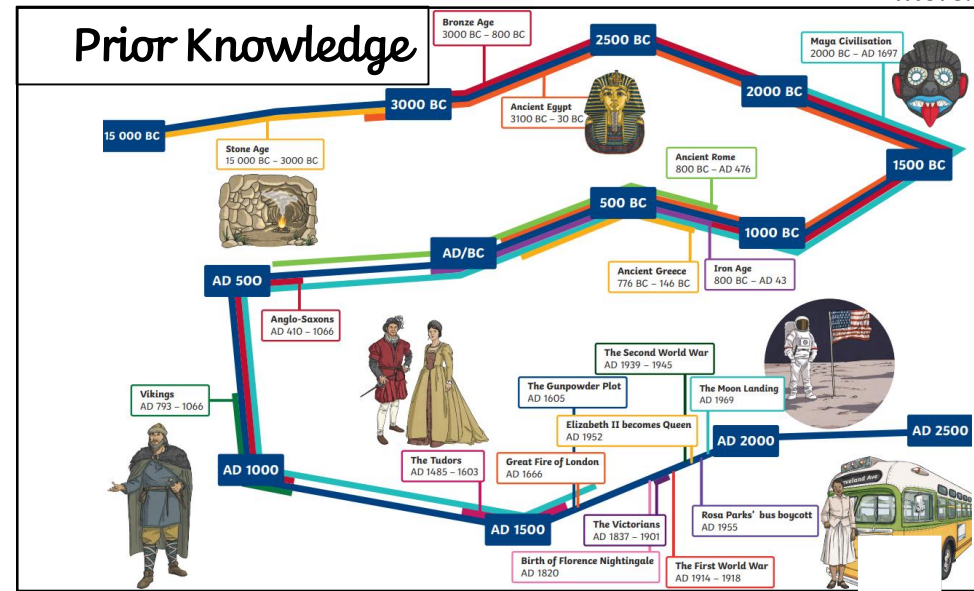 Prior Knowledge
Bronze Age
3000 BC – 800 BC
2500 BC
Maya Civilisation
2000 BC – AD 1697
2000 BC
3000 BC
Ancient Egypt
3100 BC – 30 BC
15 000 BC
Stone Age
15 000 BC – 3000 BC
1500 BC
Ancient Rome
800 BC – AD 476
500 BC
1000 BC
AD/BC
Ancient Greece
776 BC – 146 BC
Iron Age
800 BC – AD 43
AD 500
Anglo-Saxons
AD 410 – 1066
The Second World War
AD 1939 – 1945
The Gunpowder Plot
AD 1605
The Moon Landing
AD 1969
Vikings
AD 793 – 1066
Elizabeth II becomes Queen
AD 1952
AD 2000
AD 2500
AD 1000
The Tudors
AD 1485 – 1603
Great Fire of London
AD 1666
AD 1500
The Victorians
AD 1837 – 1901
Rosa Parks' bus boycott
AD 1955
Birth of Florence Nightingale
AD 1820
The First World War
AD 1914 – 1918